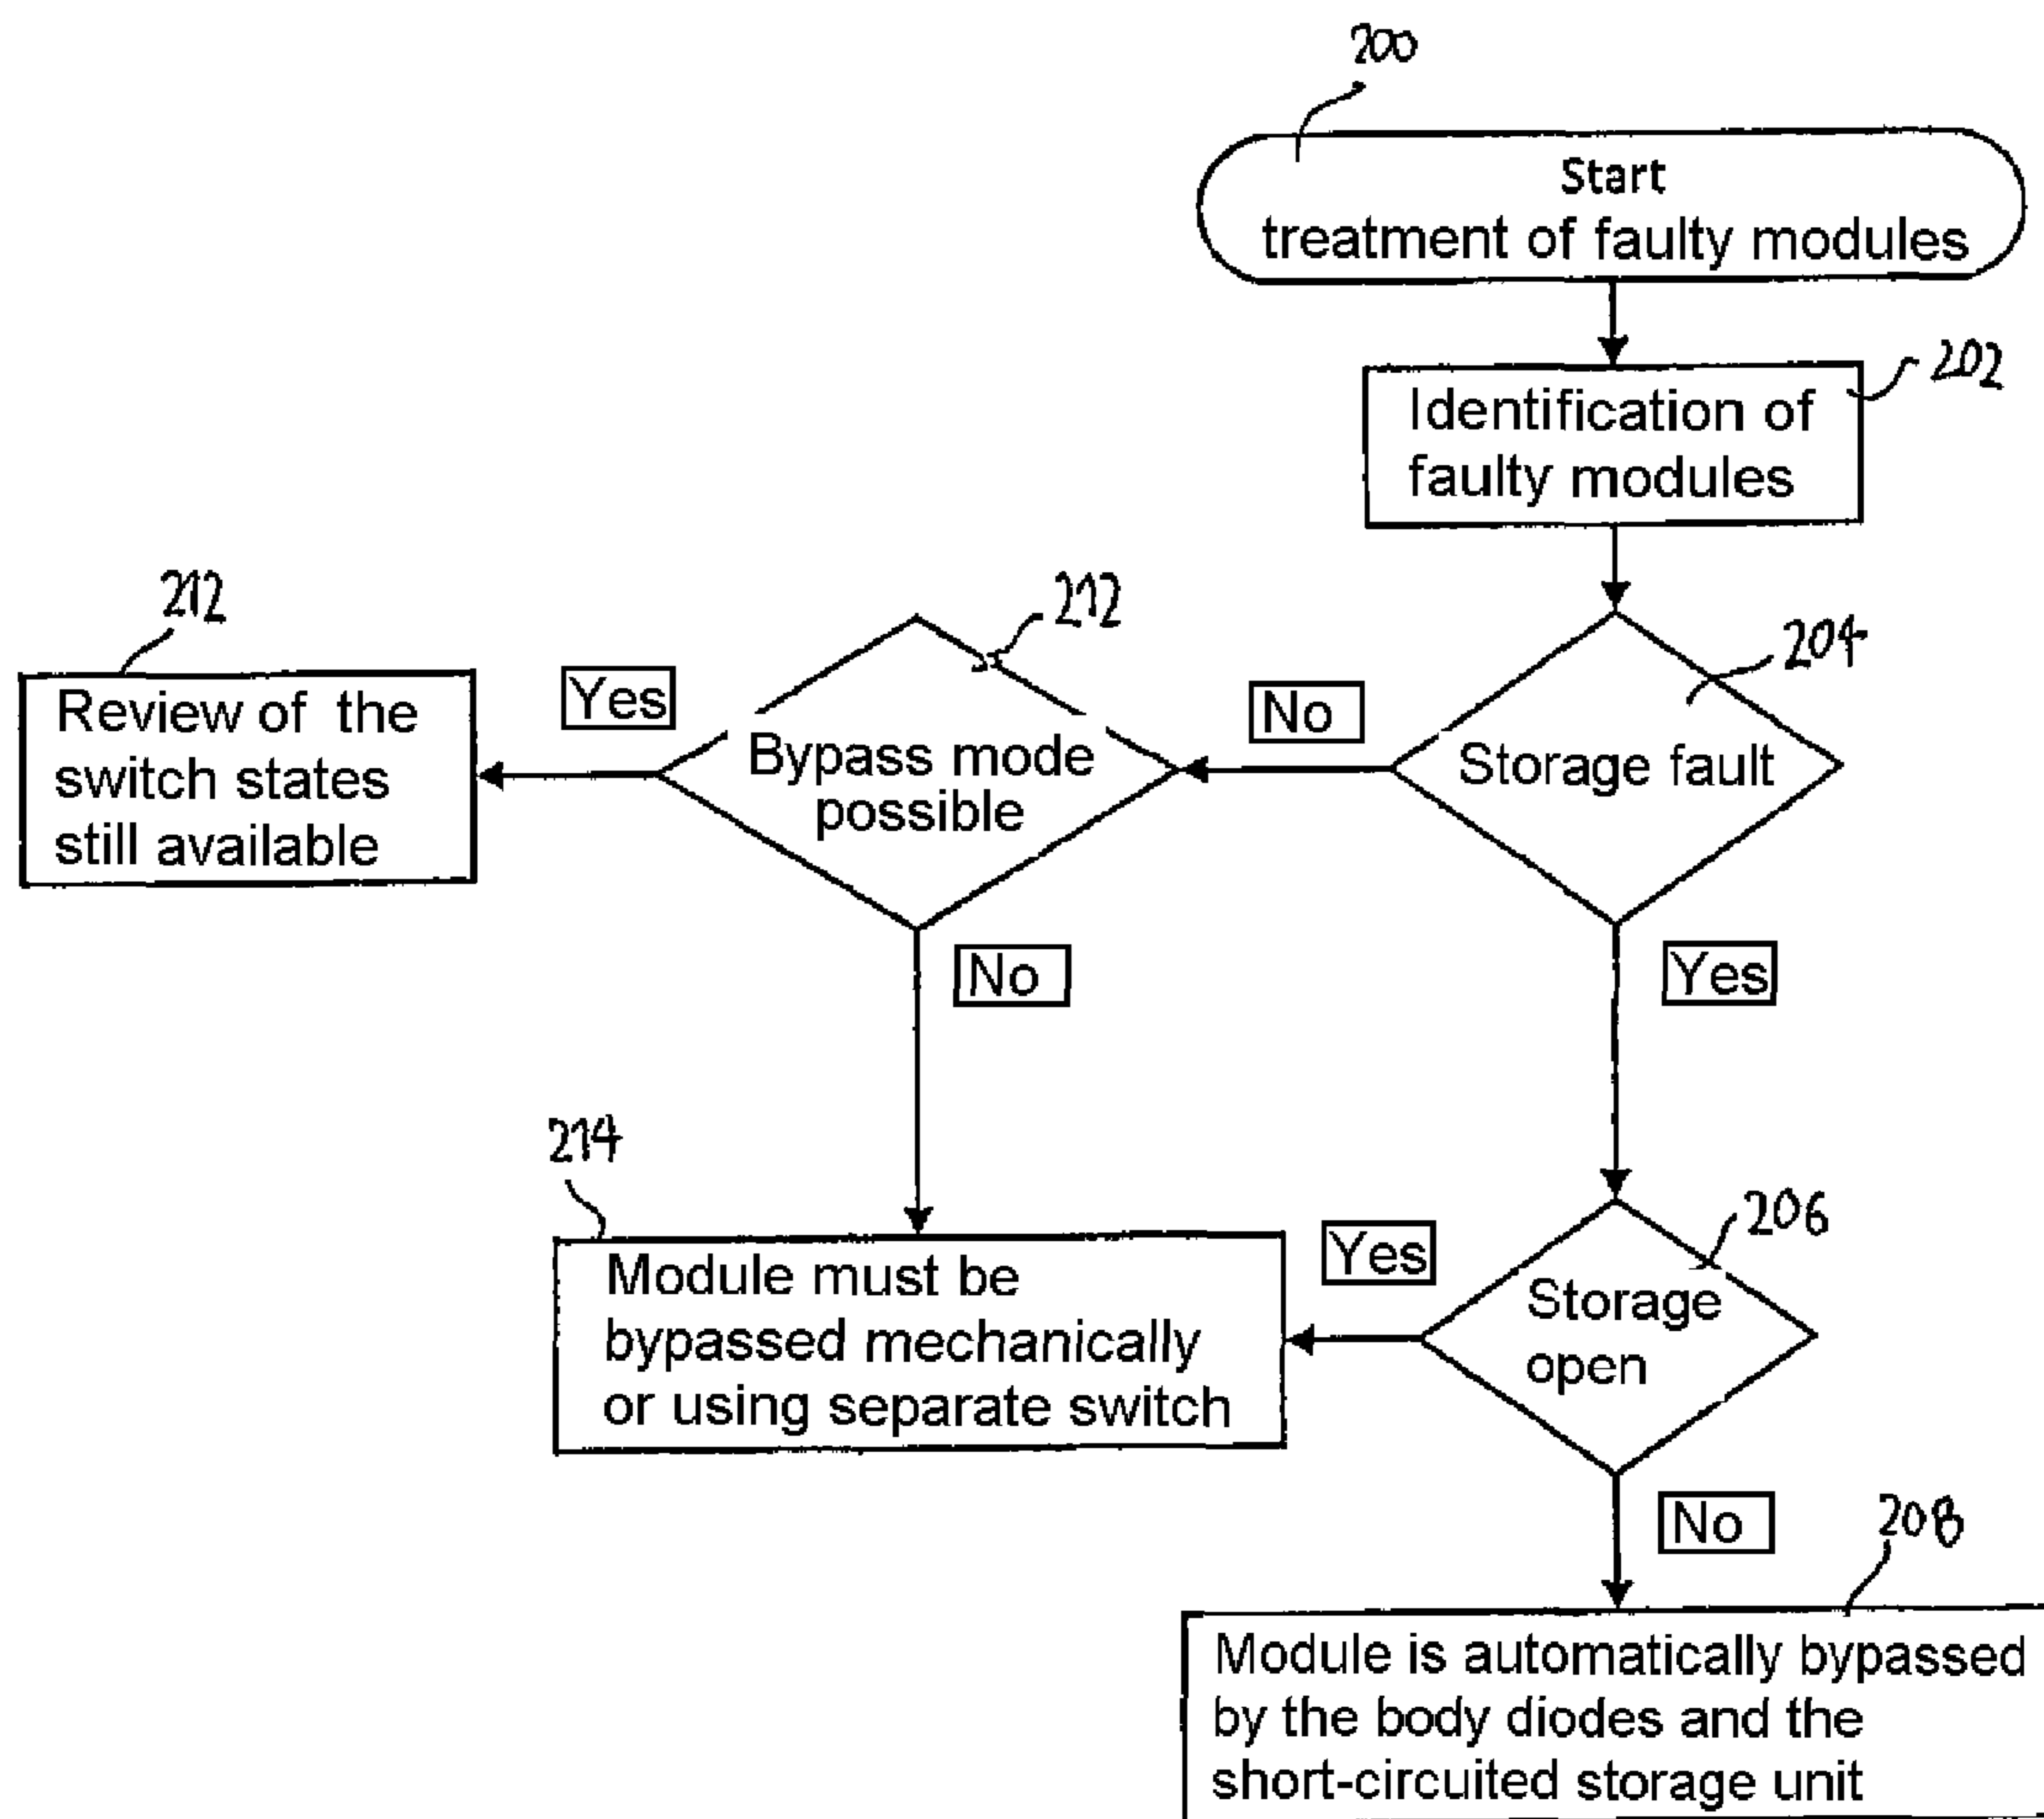 200
Start
treatment of faulty modules
202
Identification of
faulty modules
204
Storage fault
No
212
Bypass mode
possible
Yes
212
Review of the
switch states
still available
No
Yes
214
Module must be
bypassed mechanically
or using separate switch
Yes
206
Storage
open
No
208
Module is automatically bypassed
by the body diodes and the
short-circuited storage unit